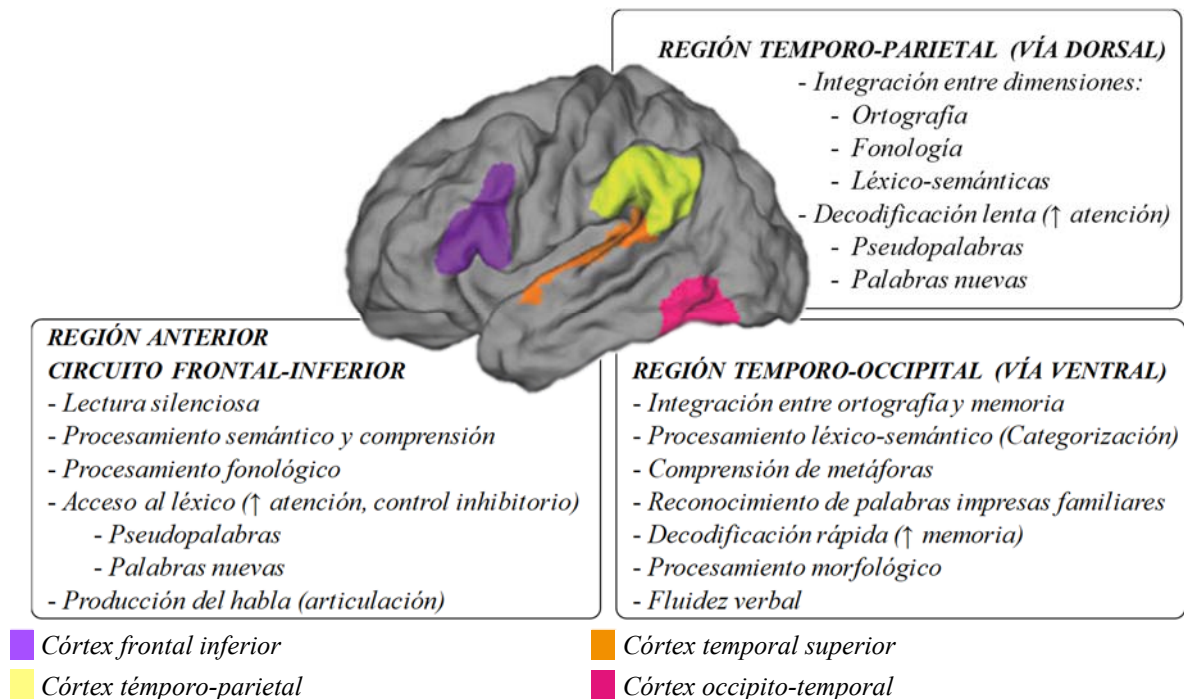 REGIÓN TEMPORO-PARIETAL (VÍA DORSAL)
- Integración entre dimensiones:
- Ortografía
- Fonología
- Léxico-semánticas
- Decodificación lenta (↑ atención)
- Pseudopalabras
- Palabras nuevas
REGIÓN ANTERIOR
CIRCUITO FRONTAL-INFERIOR
- Lectura silenciosa
- Procesamiento semántico y comprensión
- Procesamiento fonológico
- Acceso al léxico (↑ atención, control inhibitorio)
- Pseudopalabras
- Palabras nuevas
- Producción del habla (articulación)
REGIÓN TEMPORO-OCCIPITAL (VÍA VENTRAL)
- Integración entre ortografía y memoria
- Procesamiento léxico-semántico (Categorización)
- Comprensión de metáforas
- Reconocimiento de palabras impresas familiares
- Decodificación rápida (↑ memoria)
- Procesamiento morfológico
- Fluidez verbal
Córtex frontal inferior
Córtex témporo-parietal
Córtex temporal superior
Córtex occipito-temporal